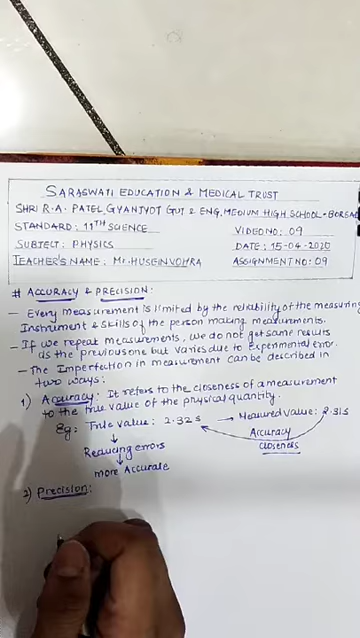 SARASWATI EDUCATION & MEDICAL TRUST
SHRI R.A. PATEL GYANJYOT GUJ & ENG. MEDIUM HIGH SCHOOL - BORSAD
STANDARD: 11TH SCIENCE
VIDEO NO: 09
SUBJECT: PHYSICS
DATE: 15-04-2020
TEACHER'S NAME: Mr. HUSEIN VOHRA
ASSIGNMENT NO: 09
# ACCURACY & PRECISION:
- Every measurement is limited by the reliability of the measuring
Instrument & skills of the person making measurements.
- If we repeat measurements, we do not get same results
as the previous one but varies due to experimental error.
- The Imperfection in measurement can be described in
two ways:
1) Accuracy: It refers to the closeness of a measurement
to the true value of the physical quantity.
Eg: True value: 2.32 s → Measured value: 2.31 s
↓
Accuracy
closeness
Reducing errors
↓
more Accurate
2) Precision: